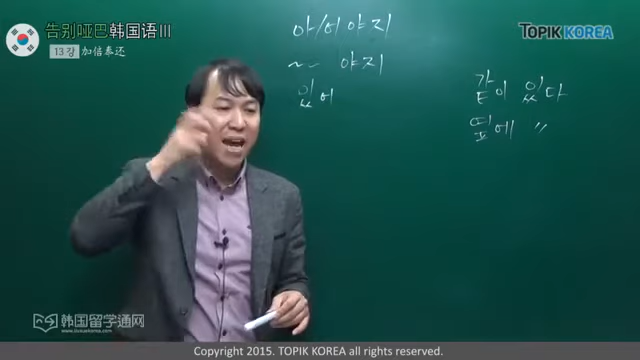 告别哑巴韩国语Ⅲ
13강 加倍奉还
TOPIK KOREA
아/어야지
~~ 야지
있어
같이 있다
옆에 〃
韩国留学通网
Copyright 2015. TOPIK KOREA all rights reserved.